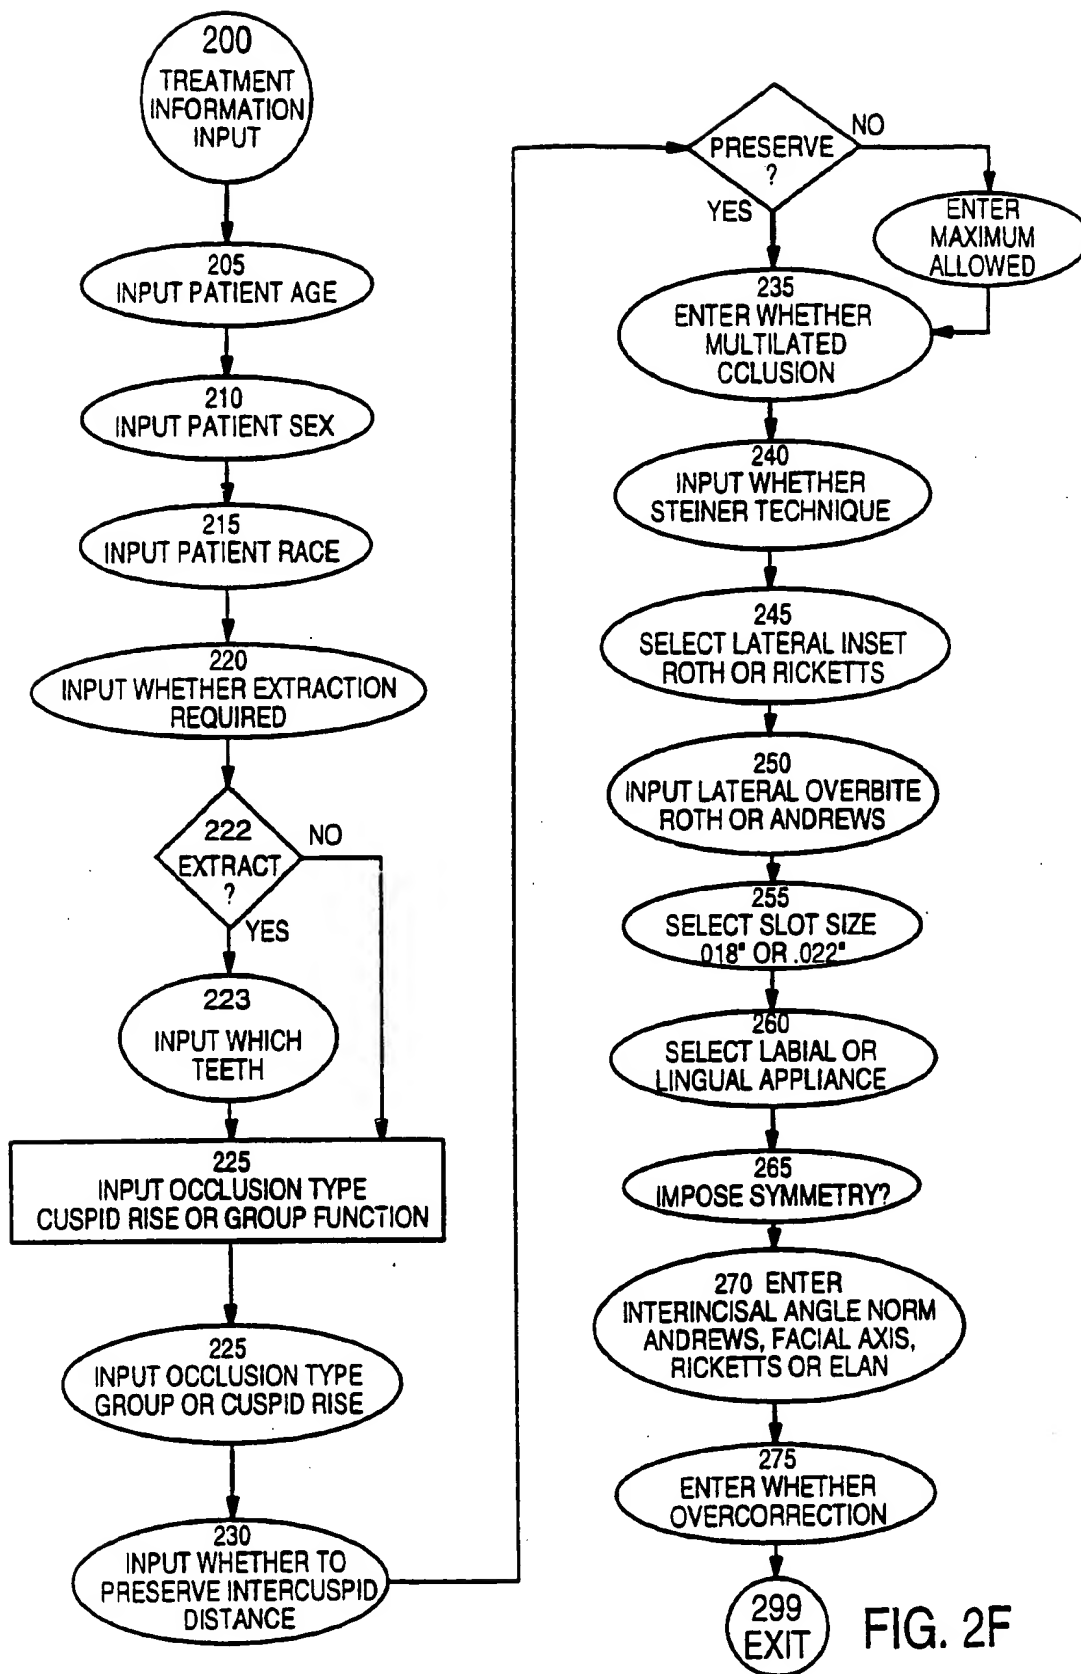 200
TREATMENT
INFORMATION
INPUT
205
INPUT PATIENT AGE
210
INPUT PATIENT SEX
215
INPUT PATIENT RACE
220
INPUT WHETHER EXTRACTION
REQUIRED
222
EXTRACT
?
NO
YES
223
INPUT WHICH
TEETH
225
INPUT OCCLUSION TYPE
CUSPID RISE OR GROUP FUNCTION
225
INPUT OCCLUSION TYPE
GROUP OR CUSPID RISE
230
INPUT WHETHER TO
PRESERVE INTERCUSPID
DISTANCE
PRESERVE
?
NO
YES
ENTER
MAXIMUM
ALLOWED
235
ENTER WHETHER
MULTILATED
CCLUSION
240
INPUT WHETHER
STEINER TECHNIQUE
245
SELECT LATERAL INSET
ROTH OR RICKETTS
250
INPUT LATERAL OVERBITE
ROTH OR ANDREWS
255
SELECT SLOT SIZE
.018" OR .022"
260
SELECT LABIAL OR
LINGUAL APPLIANCE
265
IMPOSE SYMMETRY?
270 ENTER
INTERINCISAL ANGLE NORM
ANDREWS, FACIAL AXIS,
RICKETTS OR ELAN
275
ENTER WHETHER
OVERCORRECTION
299
EXIT
FIG. 2F